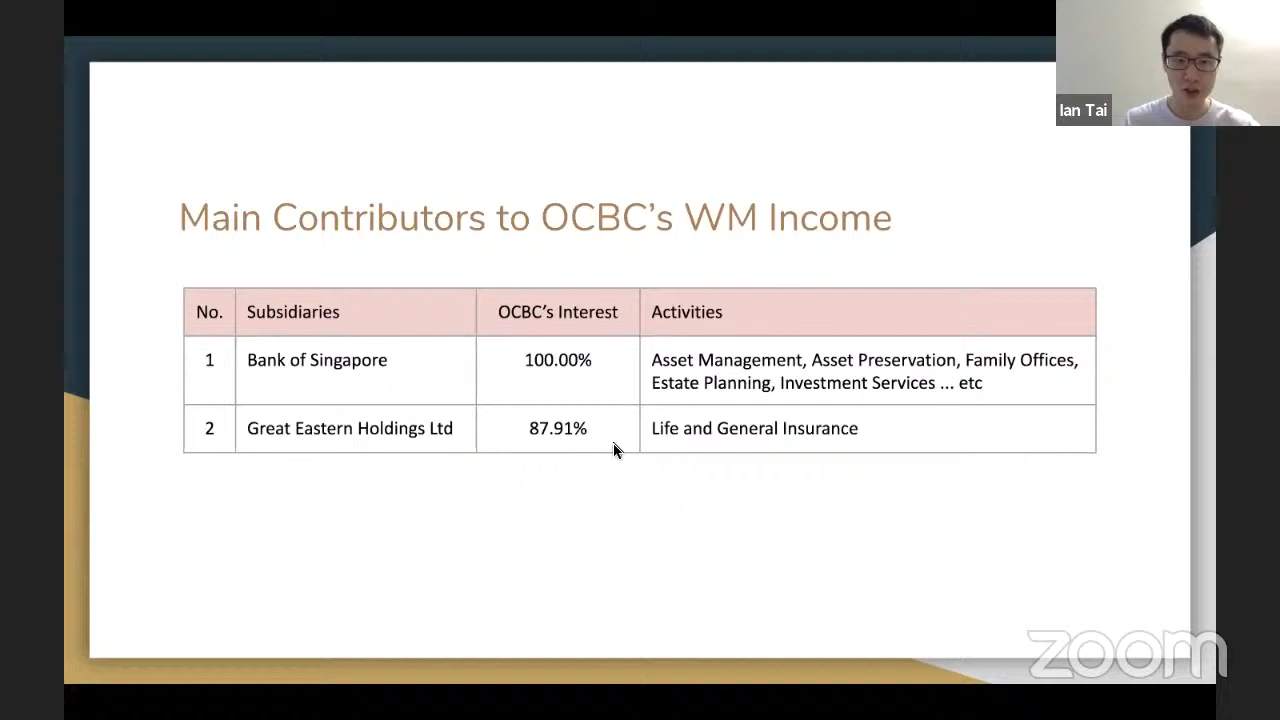 Ian Tai
Main Contributors to OCBC's WM Income
No. Subsidiaries OCBC's Interest Activities
1 Bank of Singapore 100.00% Asset Management, Asset Preservation, Family Offices,
Estate Planning, Investment Services ... etc
2 Great Eastern Holdings Ltd 87.91% Life and General Insurance
zoom